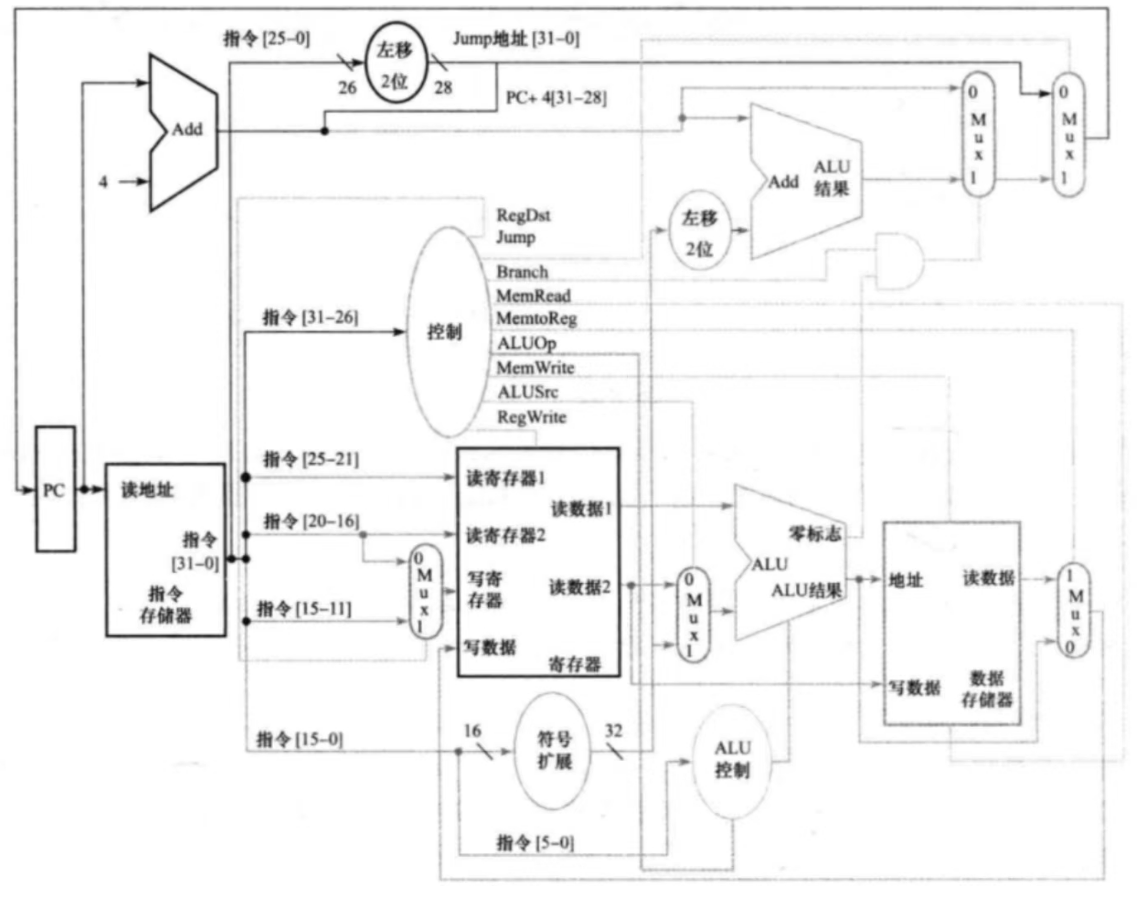 指令 [25–0]
左移
2位
26
28
Jump地址 [31–0]
PC+ 4[31–28]
Add
4
0
M
u
x
1
0
M
u
x
1
Add
ALU
结果
左移
2位
RegDst
Jump
Branch
MemRead
MemtoReg
ALUOp
MemWrite
ALUSrc
RegWrite
控制
指令 [31–26]
PC
读地址
指令
[31–0]
指令
存储器
指令 [25–21]
指令 [20–16]
指令 [15–11]
0
M
u
x
1
读寄存器1
读寄存器2
写寄
存器
写数据
读数据1
读数据2
寄存器
0
M
u
x
1
零标志
ALU
ALU结果
地址
读数据
写数据
数据
存储器
1
M
u
x
0
指令 [15–0]
16
符号
扩展
32
ALU
控制
指令 [5–0]